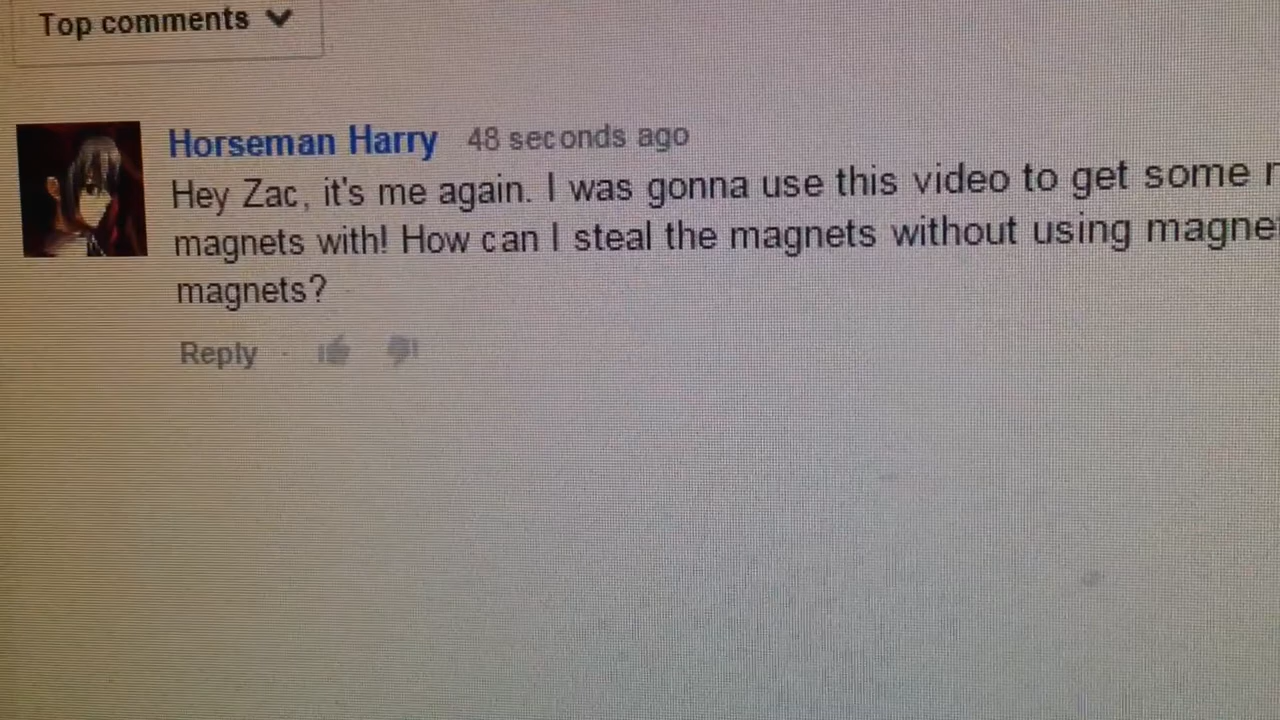 Top comments
Horseman Harry 48 seconds ago
Hey Zac, it's me again. I was gonna use this video to get some
magnets with! How can I steal the magnets without using
magnets?
Reply